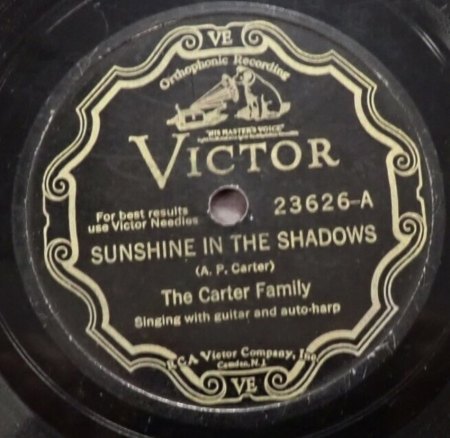 VE
Orthophonic Recording
"HIS MASTER'S VOICE"
VICTOR
For best results
use Victor Needles
23626-A
SUNSHINE IN THE SHADOWS
(A. P. Carter)
The Carter Family
Singing with guitar and auto-harp
RCA Victor Company, Inc.
Camden, N.J.
VE